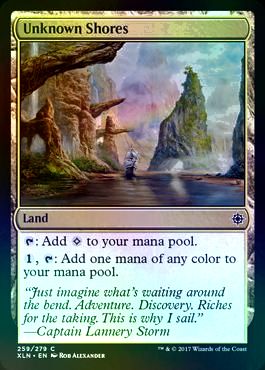 Unknown Shores
Land
: Add to your mana pool.
1, : Add one mana of any color to
your mana pool.
"Just imagine what's waiting around
the bend. Adventure. Discovery. Riches
for the taking. This is why I sail."
—Captain Lannery Storm
259/279 C
XLN • EN ROB ALEXANDER
™ & © 2017 Wizards of the Coast